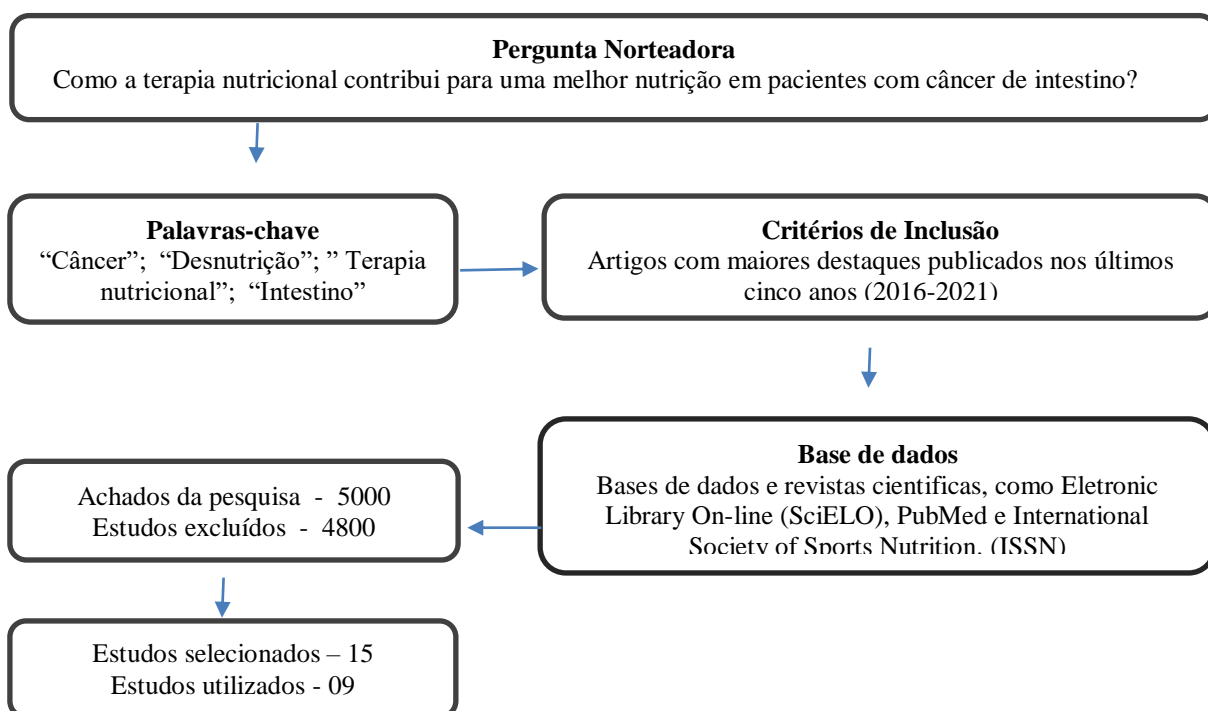 Pergunta Norteadora
Como a terapia nutricional contribui para uma melhor nutrição em pacientes com câncer de intestino?
Palavras-chave
“Câncer”; “Desnutrição”; ” Terapia
nutricional”; “Intestino”
Critérios de Inclusão
Artigos com maiores destaques publicados nos últimos
cinco anos (2016-2021)
Base de dados
Bases de dados e revistas cientificas, como Eletronic
Library On-line (SciELO), PubMed e International
Society of Sports Nutrition. (ISSN)
Achados da pesquisa - 5000
Estudos excluídos - 4800
Estudos selecionados – 15
Estudos utilizados - 09